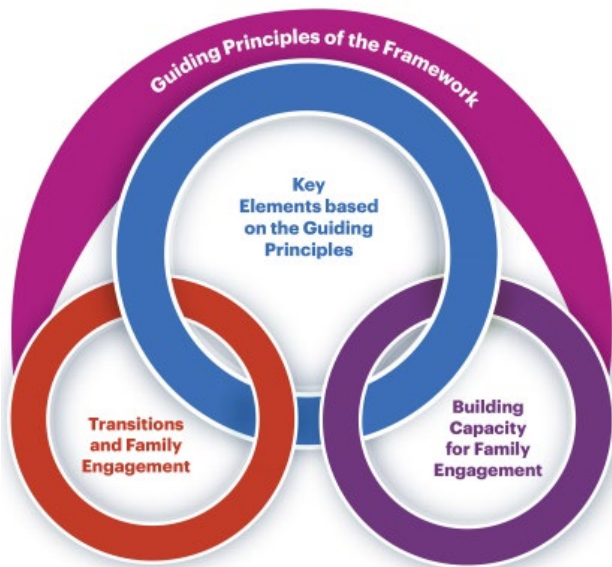 Guiding Principles of the Framework
Key
Elements based
on the Guiding
Principles
Transitions
and Family
Engagement
Building
Capacity
for Family
Engagement